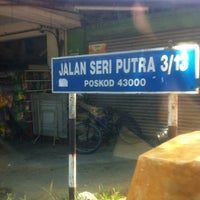 JALAN SERI PUTRA 3/13
POSKOD 43000